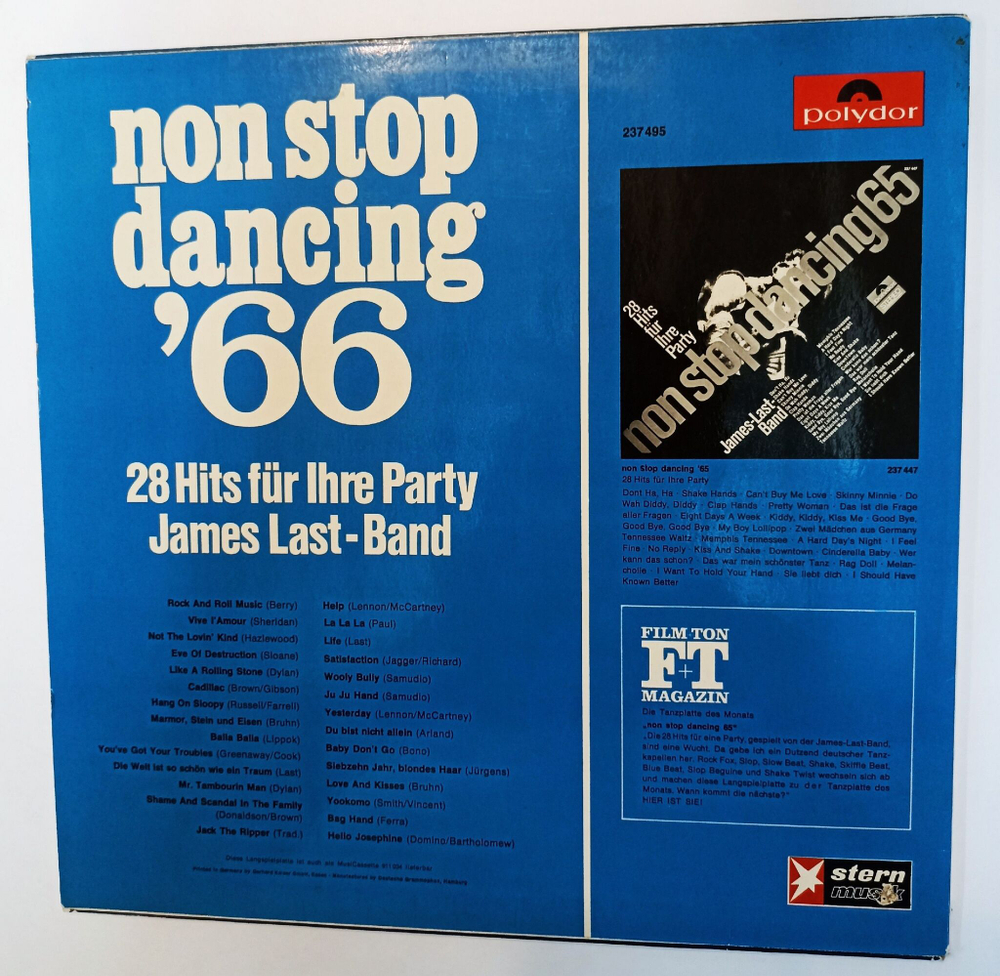 non stop
dancing
’66
28 Hits für Ihre Party
James Last-Band
Rock And Roll Music (Berry)
Vive l'Amour (Sheridan)
Not The Lovin' Kind (Hazlewood)
Eve Of Destruction (Sloane)
Like A Rolling Stone (Dylan)
Cadillac (Brown/Gibson)
Hang On Sloopy (Russell/Farrell)
Marmor, Stein und Eisen (Bruhn)
Balla Balla (Lippok)
You've Got Your Troubles (Greenaway/Cook)
Die Welt ist so schön wie ein Traum (Last)
Mr. Tambourin Man (Dylan)
Shame And Scandal In The Family
(Donaldson/Brown)
Jack The Ripper (Trad.)
Help (Lennon/McCartney)
La La La (Paul)
Life (Last)
Satisfaction (Jagger/Richard)
Wooly Bully (Samudio)
Ju Ju Hand (Samudio)
Yesterday (Lennon/McCartney)
Du bist nicht allein (Arland)
Baby Don't Go (Bono)
Siebzehn Jahr, blondes Haar (Jürgens)
Love And Kisses (Bruhn)
Yookomo (Smith/Vincent)
Bag Hand (Ferra)
Hello Josephine (Domino/Bartholomew)
Diese Langspielplatte ist auch als MusiCassette lieferbar
237 495
polydor
28
Hits
für
Ihre
Party
non stop dancing '65
James-Last-
Band
non stop dancing '65 237 447
28 Hits für Ihre Party
Dont Ha, Ha · Shake Hands · Can't Buy Me Love · Skinny Minnie · Do
Wah Diddy, Diddy · Clap Hands · Pretty Woman · Das ist die Frage
aller Fragen · Eight Days A Week · Kiddy, Kiddy, Kiss Me · Good Bye,
Good Bye, Good Bye · My Boy Lollipop · Zwei Mädchen aus Germany
Tennessee Waltz · Memphis Tennessee · A Hard Day's Night · I Feel
Fine · No Reply · Kiss And Shake · Downtown · Cinderella Baby · Wer
kann das schon? · Das war mein schönster Tanz · Rag Doll · Melan-
cholie · I Want To Hold Your Hand · Sie liebt dich · I Should Have
Known Better
FILM TON
F+T
MAGAZIN
Die Tanzplatte des Monats
„non stop dancing 65“
„Die 28 Hits für eine Party, gespielt von der James-Last-Band,
sind eine Wucht. Da gebe ich ein Dutzend deutscher Tanz-
kapellen her. Rock Fox, Slop, Slow Beat, Shake, Skiffle Beat,
Blue Beat, Slop Beguine und Shake Twist wechseln sich ab
und machen diese Langspielplatte zu der Tanzplatte des
Monats. Wann kommt die nächste?“
HIER IST SIE!
stern
musik